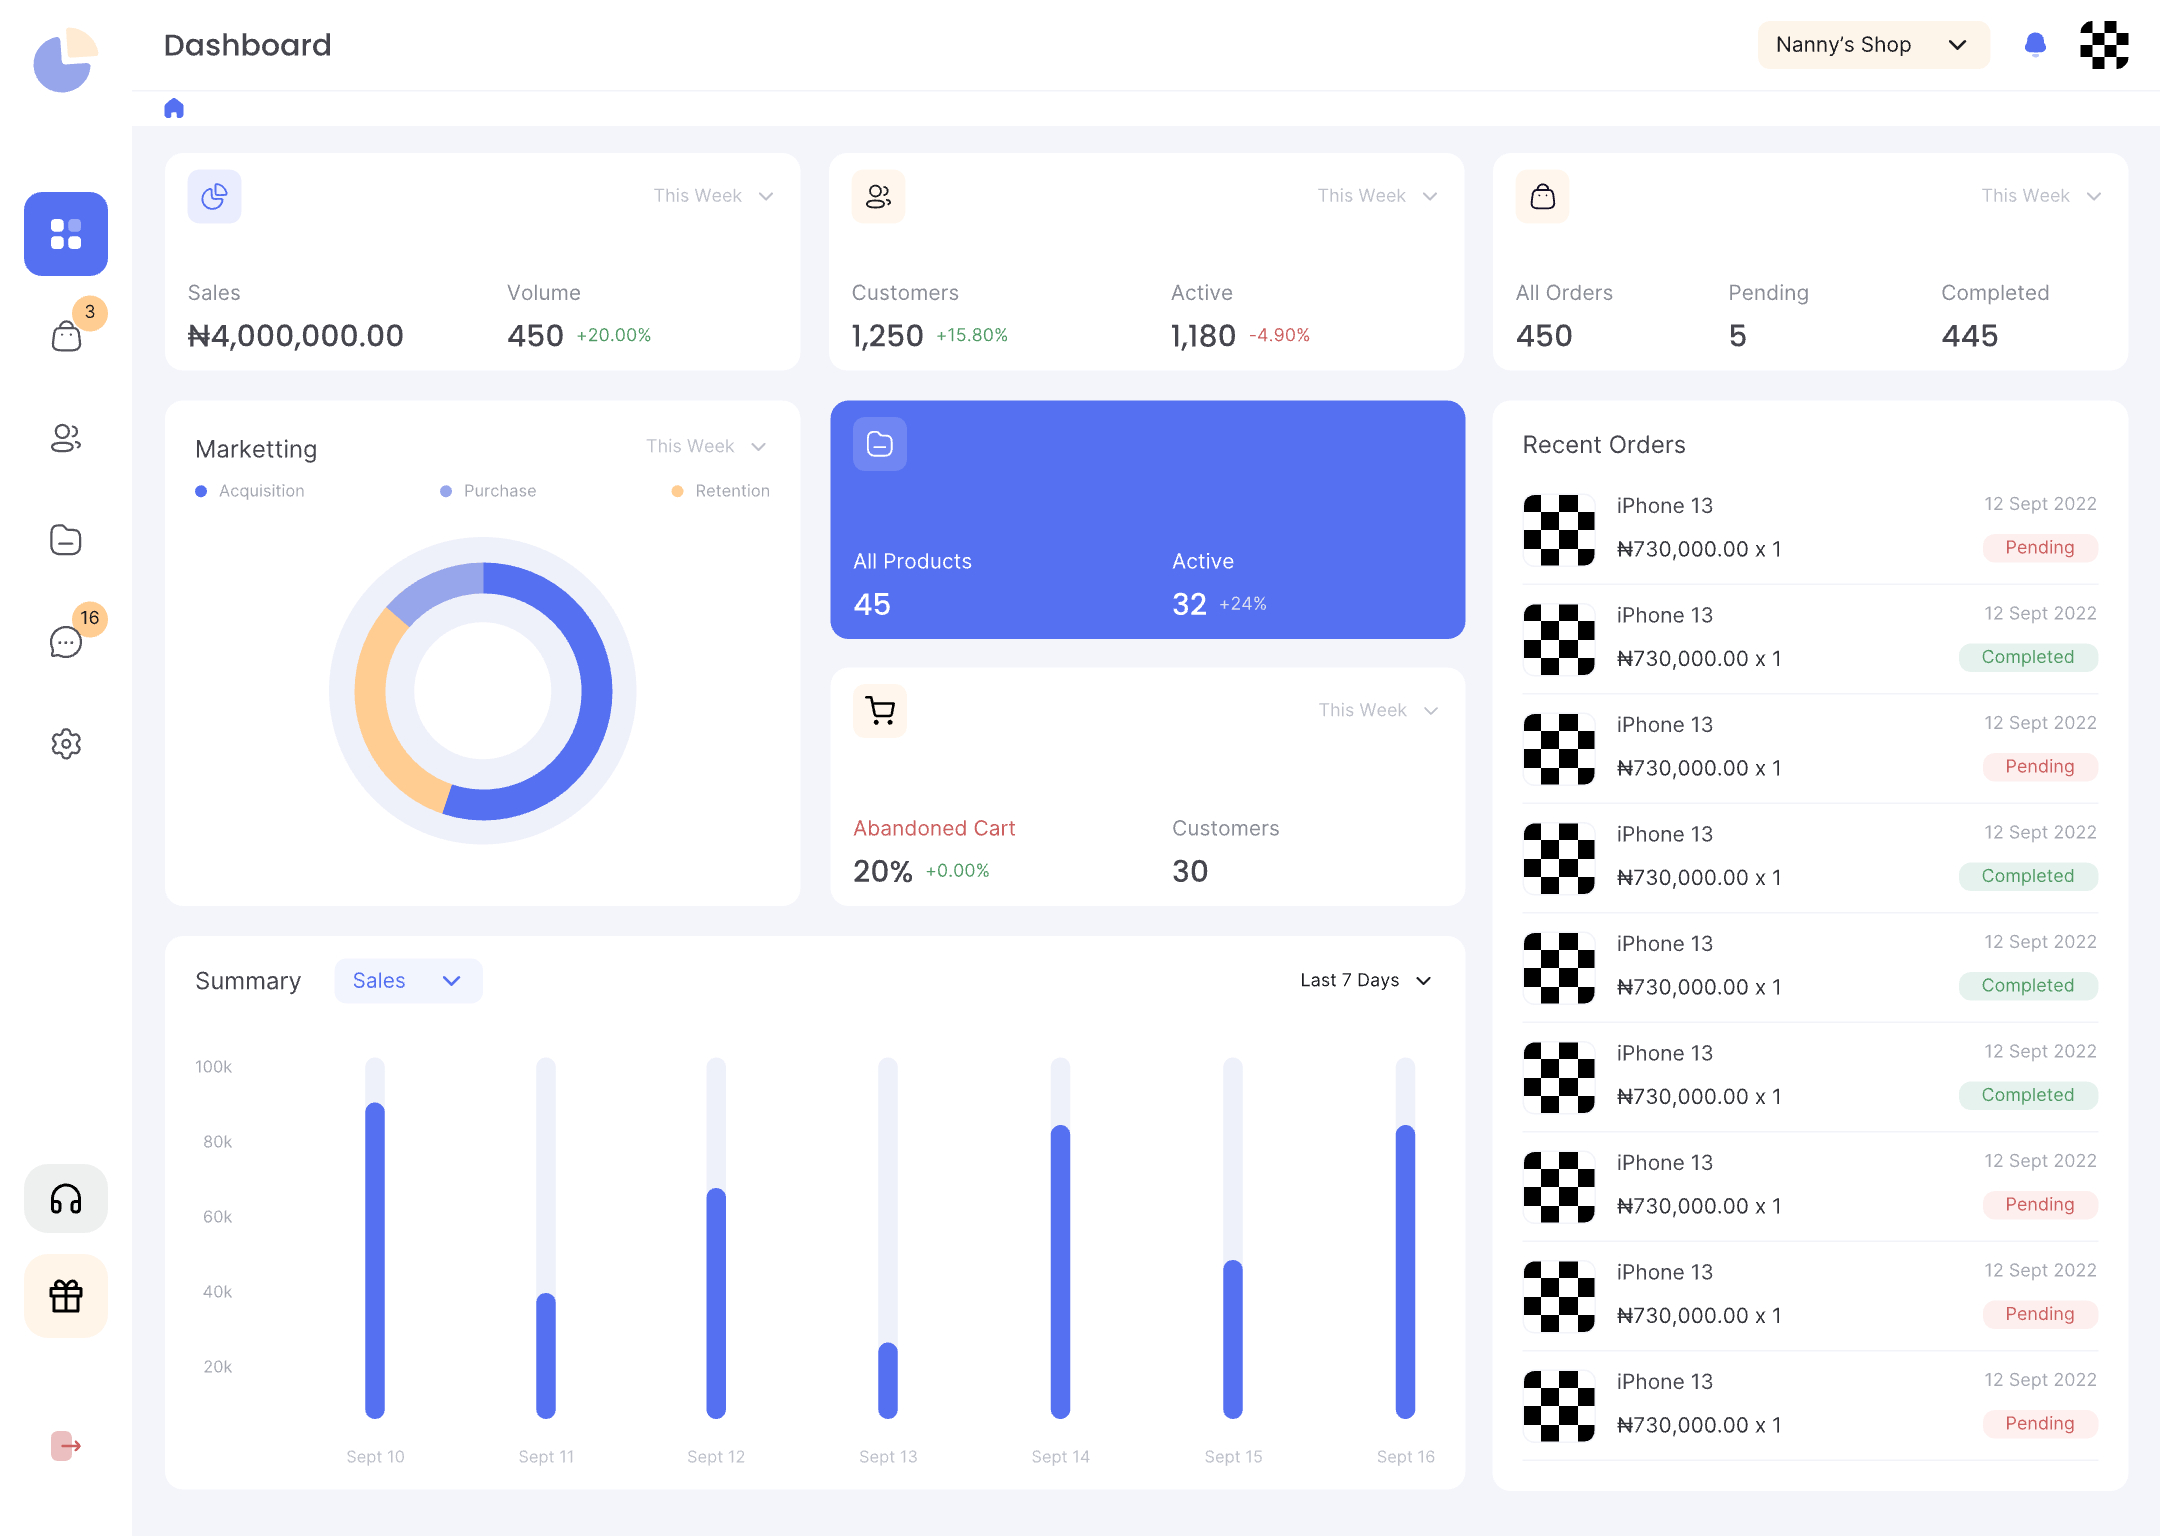 Dashboard
Nanny’s Shop
3
16
This Week
Sales
Volume
₦4,000,000.00
450 +20.00%
This Week
Customers
Active
1,250 +15.80%
1,180 -4.90%
This Week
All Orders
Pending
Completed
450
5
445
Marketting
This Week
Acquisition
Purchase
Retention
All Products
Active
45
32 +24%
This Week
Abandoned Cart
Customers
20% +0.00%
30
Summary
Sales
Last 7 Days
100k
80k
60k
40k
20k
Sept 10
Sept 11
Sept 12
Sept 13
Sept 14
Sept 15
Sept 16
Recent Orders
iPhone 13
12 Sept 2022
₦730,000.00 x 1
Pending
iPhone 13
12 Sept 2022
₦730,000.00 x 1
Completed
iPhone 13
12 Sept 2022
₦730,000.00 x 1
Pending
iPhone 13
12 Sept 2022
₦730,000.00 x 1
Completed
iPhone 13
12 Sept 2022
₦730,000.00 x 1
Completed
iPhone 13
12 Sept 2022
₦730,000.00 x 1
Completed
iPhone 13
12 Sept 2022
₦730,000.00 x 1
Pending
iPhone 13
12 Sept 2022
₦730,000.00 x 1
Pending
iPhone 13
12 Sept 2022
₦730,000.00 x 1
Pending